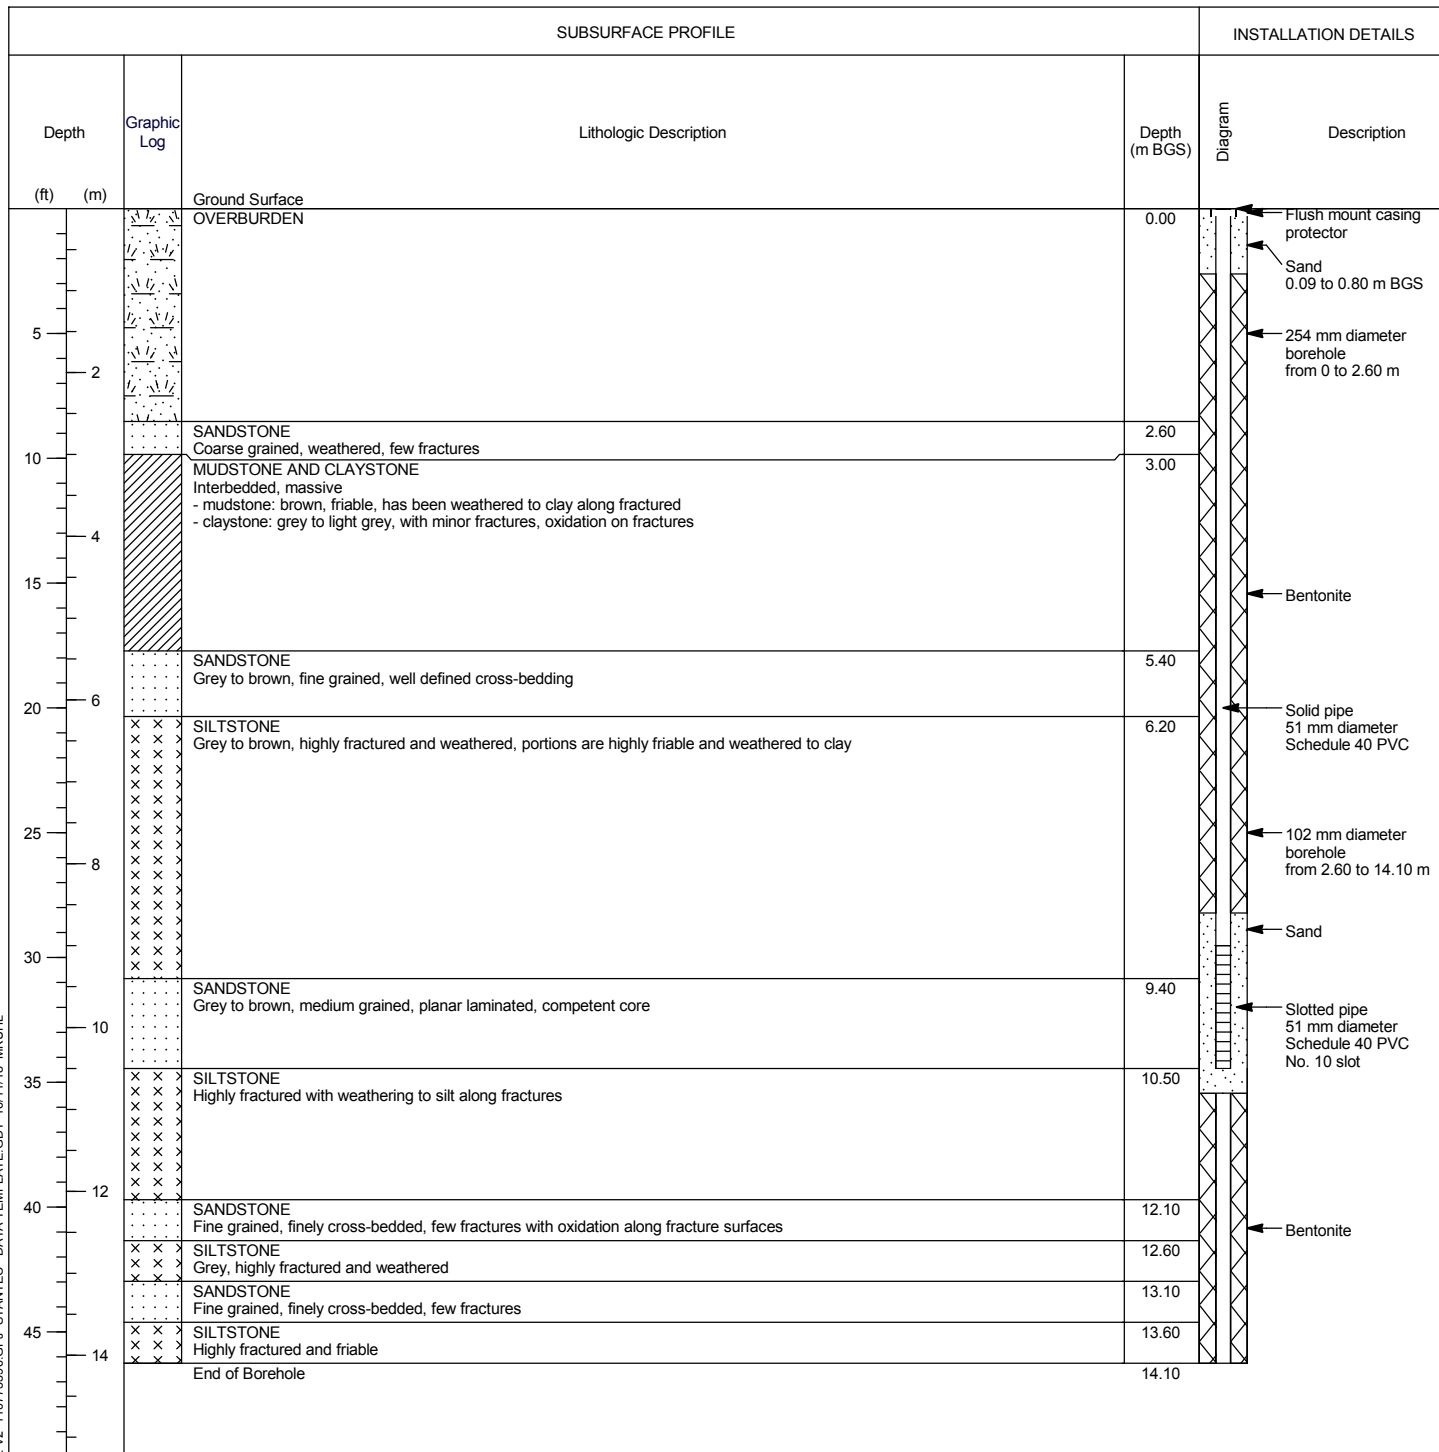 SUBSURFACE PROFILE
INSTALLATION DETAILS
Depth
Graphic
Log
Lithologic Description
Depth
(m BGS)
Diagram
Description
(ft)
(m)
Ground Surface
OVERBURDEN
0.00
Flush mount casing
protector
Sand
0.09 to 0.80 m BGS
5
254 mm diameter
borehole
from 0 to 2.60 m
2
SANDSTONE
2.60
Coarse grained, weathered, few fractures
10
MUDSTONE AND CLAYSTONE
3.00
Interbedded, massive
- mudstone: brown, friable, has been weathered to clay along fractured
- claystone: grey to light grey, with minor fractures, oxidation on fractures
4
15
Bentonite
SANDSTONE
5.40
Grey to brown, fine grained, well defined cross-bedding
6
20
Solid pipe
51 mm diameter
Schedule 40 PVC
SILTSTONE
6.20
Grey to brown, highly fractured and weathered, portions are highly friable and weathered to clay
25
102 mm diameter
borehole
from 2.60 to 14.10 m
8
Sand
30
SANDSTONE
9.40
Grey to brown, medium grained, planar laminated, competent core
Slotted pipe
51 mm diameter
Schedule 40 PVC
No. 10 slot
10
35
SILTSTONE
10.50
Highly fractured with weathering to silt along fractures
12
40
SANDSTONE
12.10
Fine grained, finely cross-bedded, few fractures with oxidation along fracture surfaces
Bentonite
SILTSTONE
12.60
Grey, highly fractured and weathered
SANDSTONE
13.10
Fine grained, finely cross-bedded, few fractures
45
SILTSTONE
13.60
Highly fractured and friable
14
End of Borehole
14.10